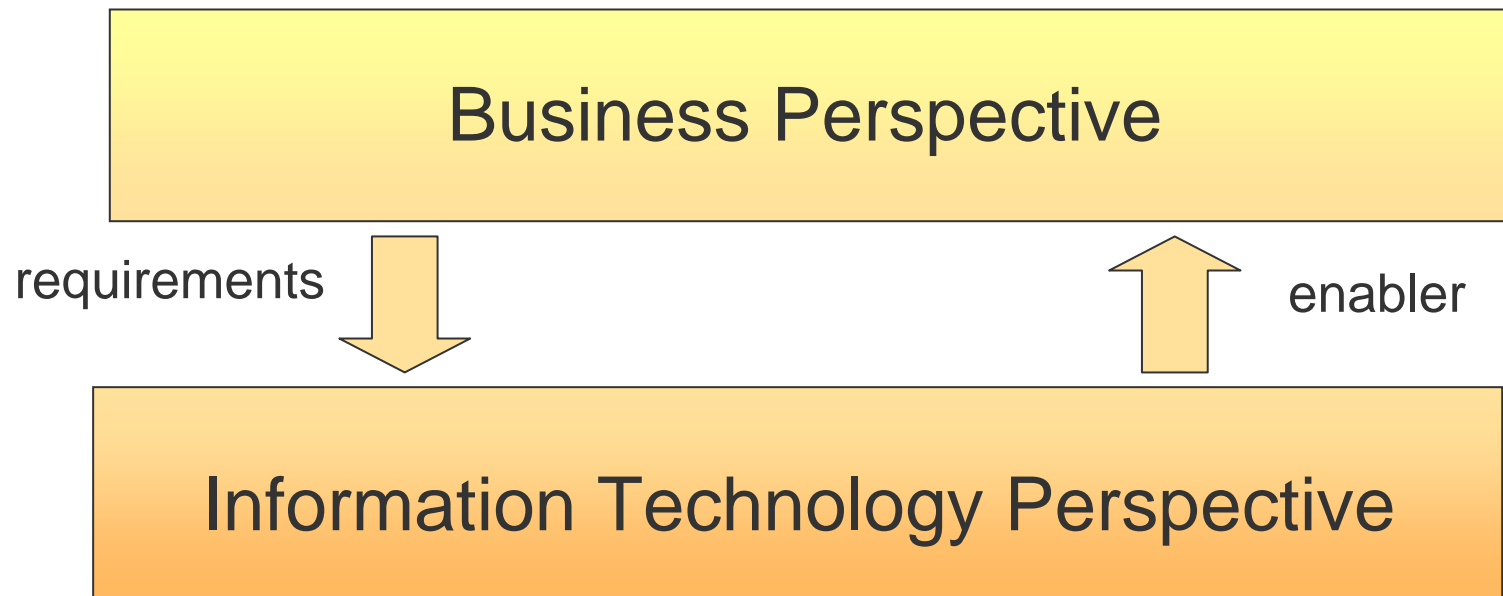 Business Perspective
requirements
enabler
Information Technology Perspective